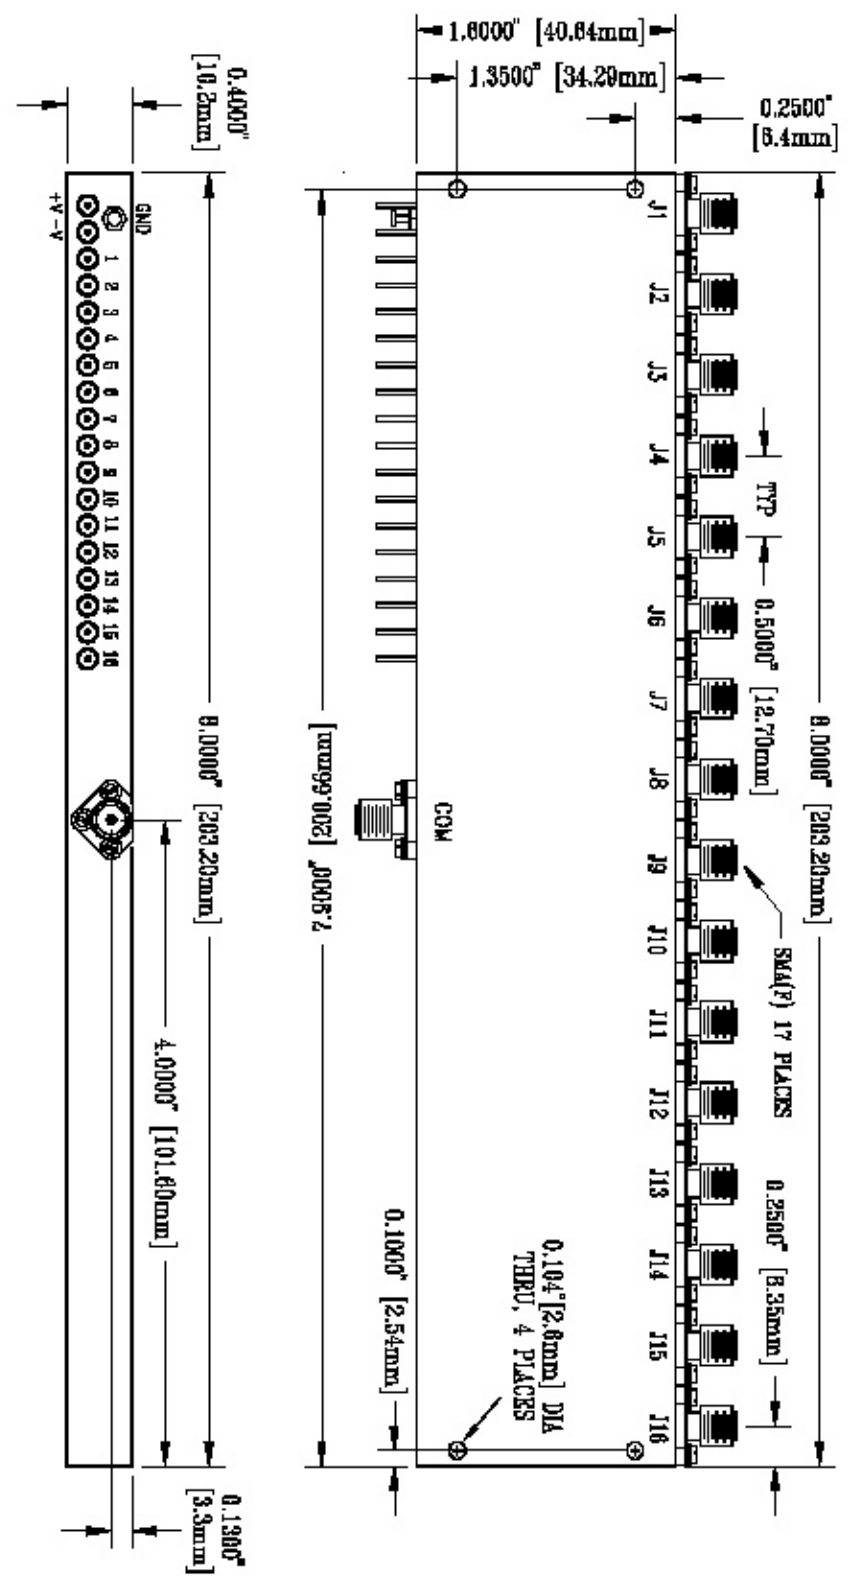 1.6000" [40.64mm]
1.3500" [34.29mm]
0.2500"
[6.4mm]
0.4000"
[10.2mm]
+V -V
GND
1
2
3
4
5
6
7
8
9
10
11
12
13
14
15
16
8.0000" [203.20mm]
4.0000" [101.60mm]
0.1300"
[3.3mm]
7.9000" [200.66mm]
COM
0.1000" [2.54mm]
0.104"[2.6mm] DIA
THRU, 4 PLACES
J1
J2
J3
J4
J5
J6
J7
J8
J9
J10
J11
J12
J13
J14
J15
J16
TYP
0.5000" [12.70mm]
SMA(F) 17 PLACES
0.2500" [6.35mm]
8.0000" [203.20mm]